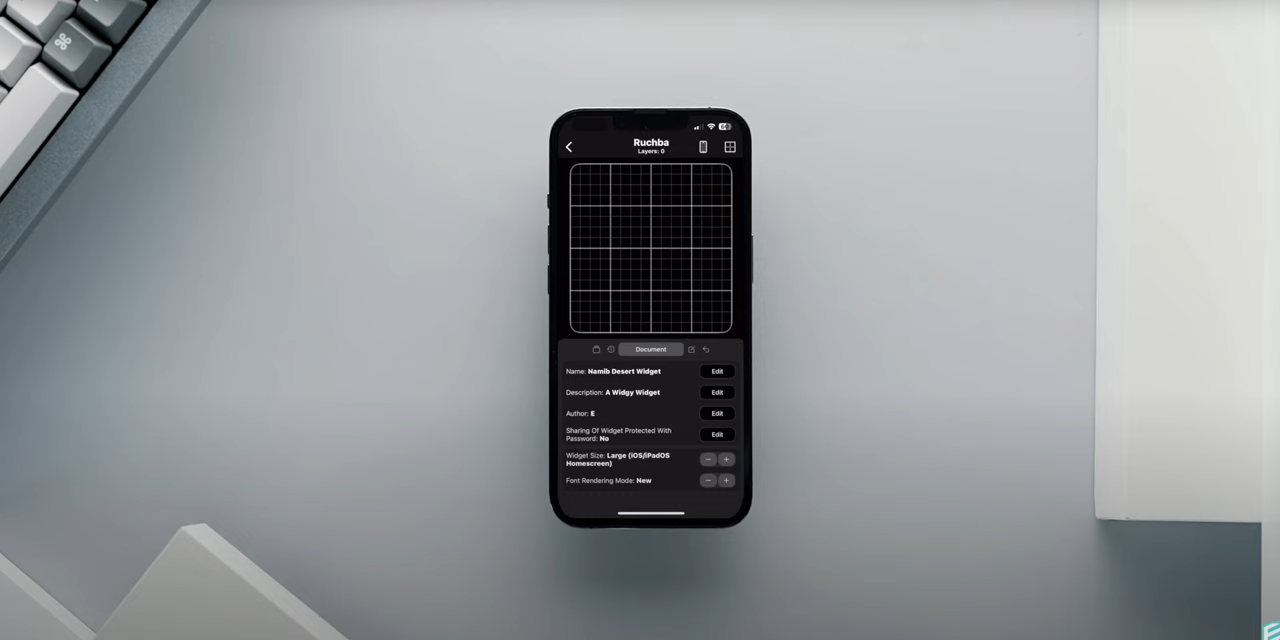 ⌘
64
Ruchba
Layers: 0
Document
Name: Namib Desert Widget
Edit
Description: A Widgy Widget
Edit
Author: E
Edit
Sharing Of Widget Protected With
Password: No
Edit
Widget Size: Large (iOS/iPadOS
Homescreen)
− +
Font Rendering Mode: New
− +